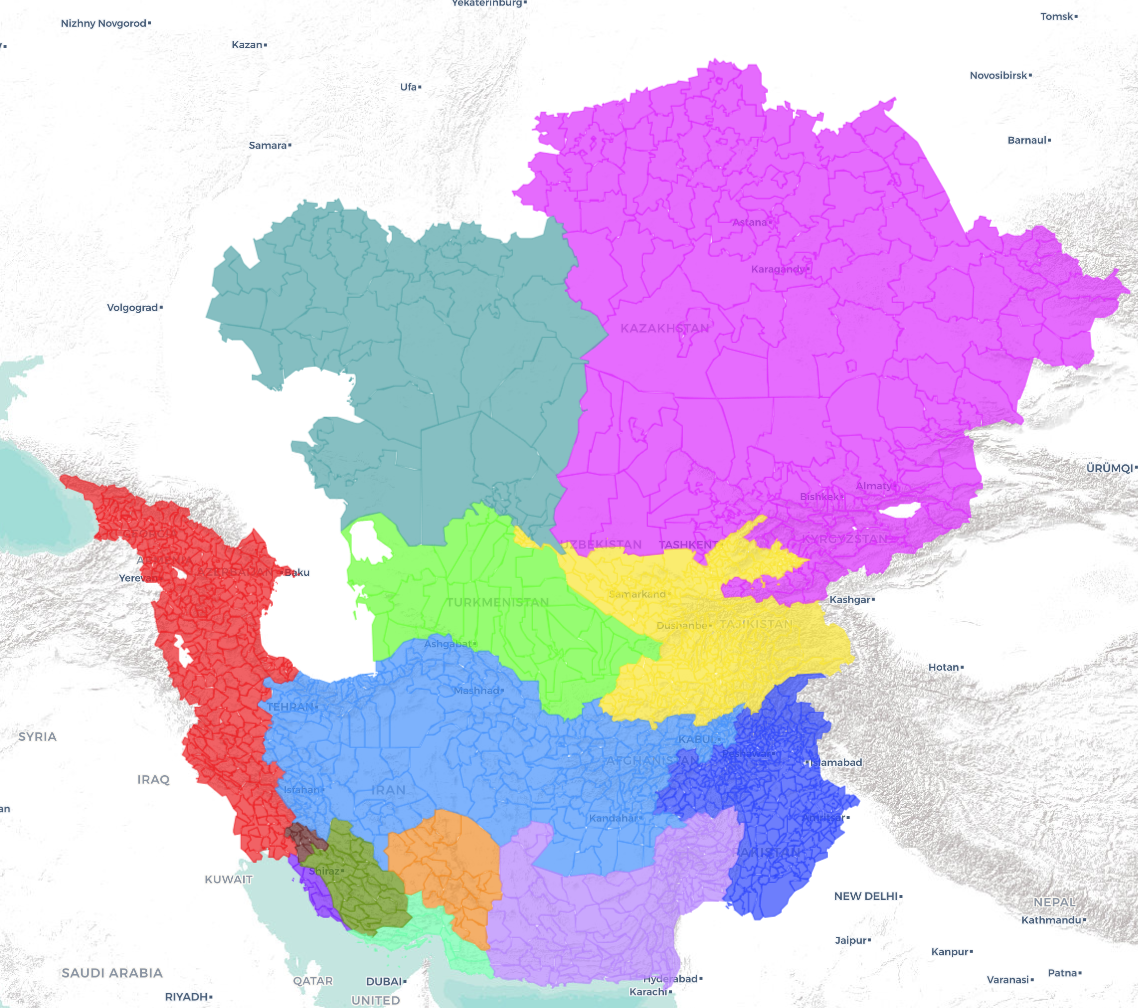 Yekaterinburg
Nizhny Novgorod
Tomsk
Kazan
Novosibirsk
Ufa
Samara
Barnaul
Astana
Karagandy
Volgograd
KAZAKHSTAN
ÜRÜMQI
Almaty
Bishkek
UZBEKISTAN
TASHKENT
KYRGYZSTAN
AZERBAIJAN
Baku
Yerevan
Samarkand
Kashgar
TURKMENISTAN
Dushanbe
TAJIKISTAN
Ashgabat
Hotan
Mashhad
TEHRAN
SYRIA
KABUL
Peshawar
AFGHANISTAN
Islamabad
IRAQ
Isfahan
IRAN
Kandahar
Amritsar
PAKISTAN
Shiraz
KUWAIT
NEW DELHI
NEPAL
Kathmandu
Jaipur
Kanpur
SAUDI ARABIA
QATAR
DUBAI
Hyderabad
Varanasi
Patna
Karachi
RIYADH
UNITED